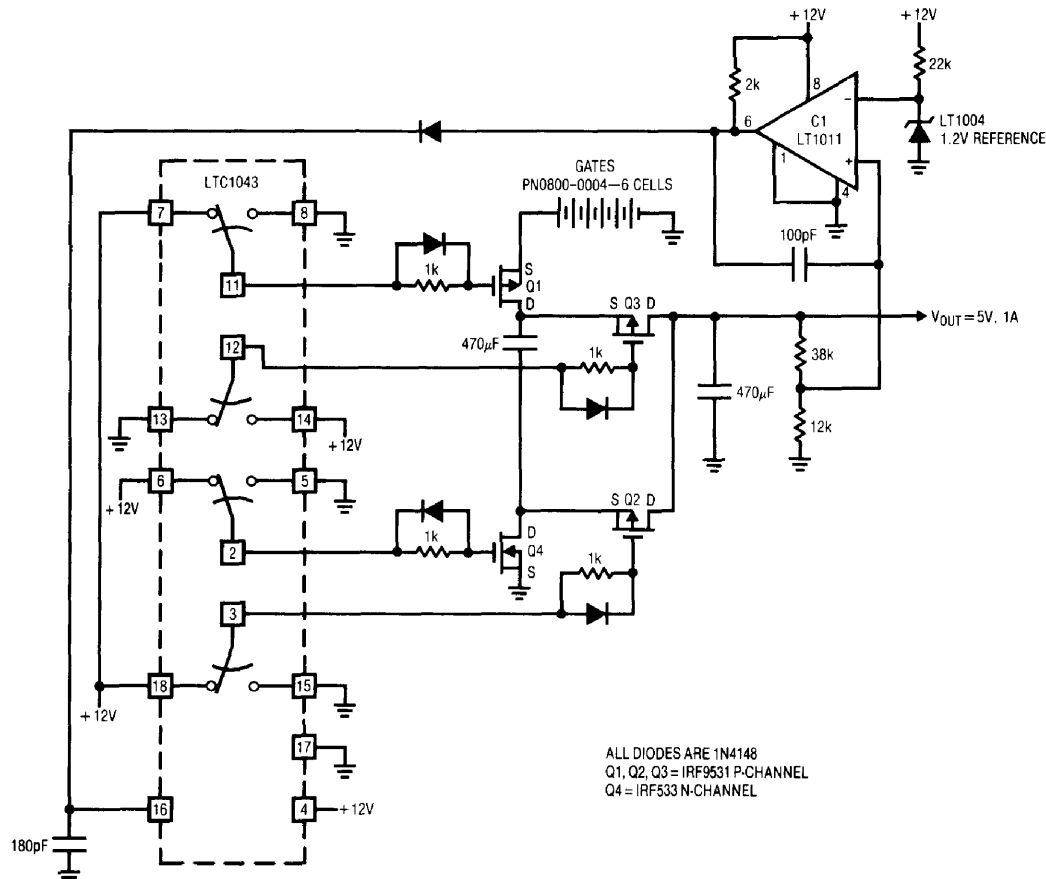 +12V
+12V
2k
22k
8
6
C1
LT1011
−
+
1
4
LT1004
1.2V REFERENCE
GATES
PN0800-0004—6 CELLS
LTC1043
7
8
11
1k
S
Q1
D
100pF
S Q3 D
VOUT = 5V, 1A
470µF
12
1k
38k
470µF
13
14
+12V
12k
6
5
+12V
S Q2 D
2
1k
D
Q4
S
1k
3
18
15
+12V
17
16
4
+12V
180pF
ALL DIODES ARE 1N4148
Q1, Q2, Q3 = IRF9531 P-CHANNEL
Q4 = IRF533 N-CHANNEL